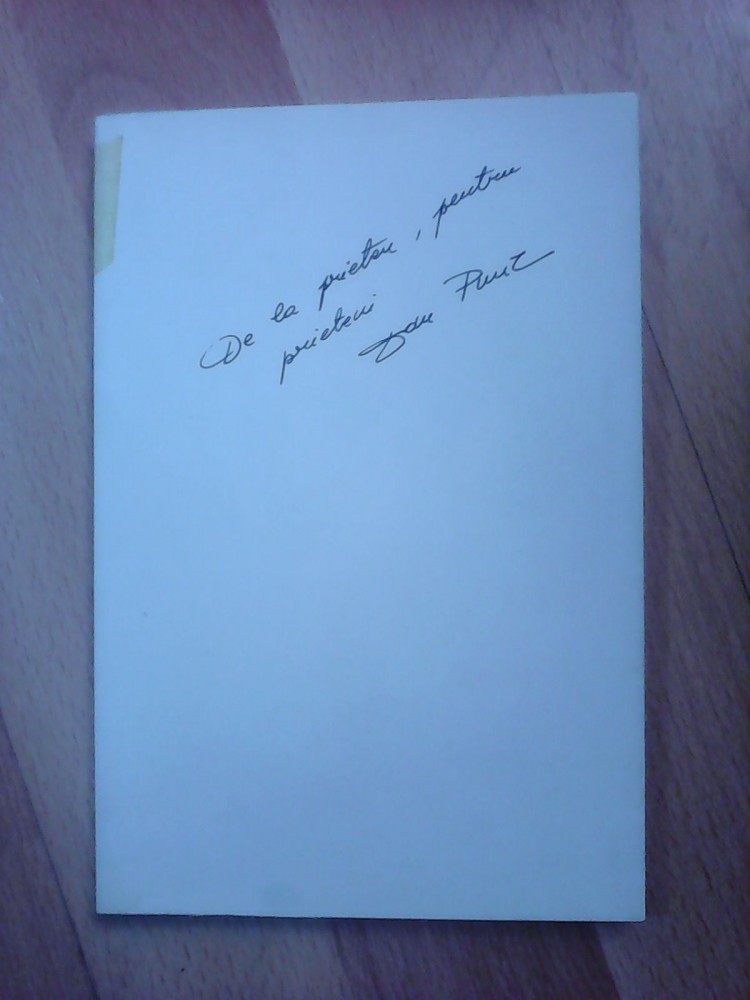 De la prieten, pentru
prieteni